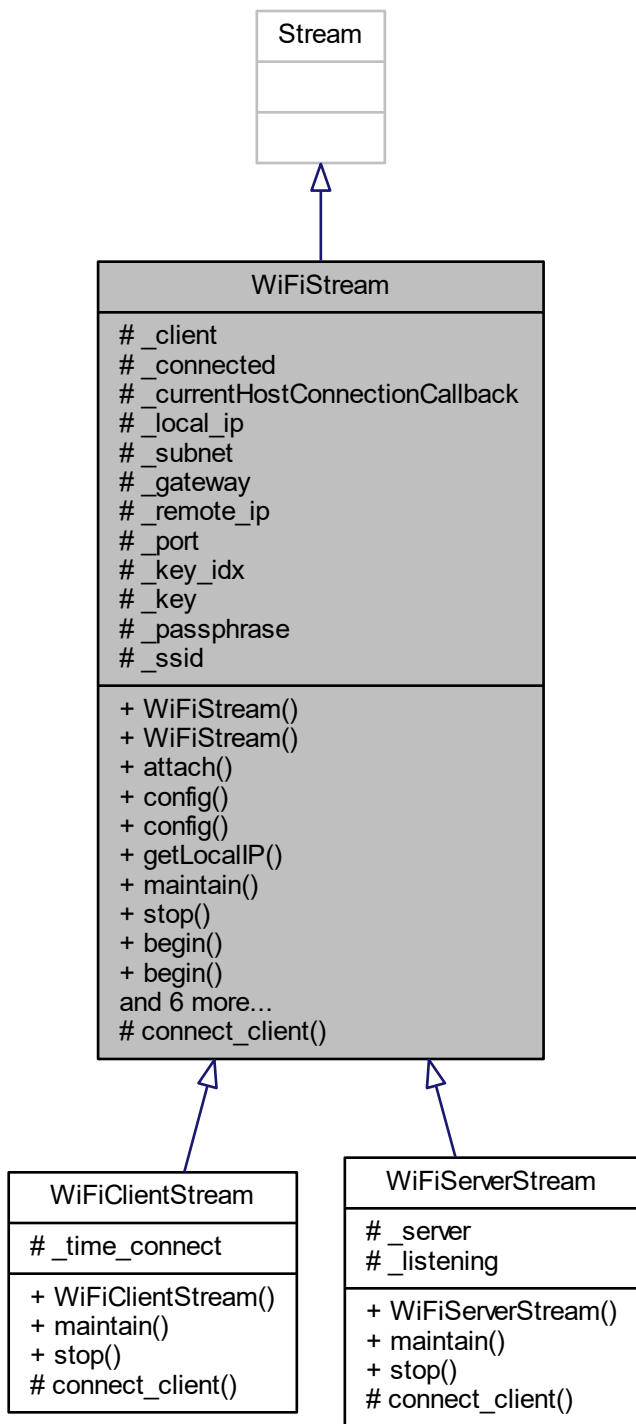 Stream
WiFiStream
# _client
# _connected
# _currentHostConnectionCallback
# _local_ip
# _subnet
# _gateway
# _remote_ip
# _port
# _key_idx
# _key
# _passphrase
# _ssid
+ WiFiStream()
+ WiFiStream()
+ attach()
+ config()
+ config()
+ getLocalIP()
+ maintain()
+ stop()
+ begin()
+ begin()
and 6 more...
# connect_client()
WiFiClientStream
# _time_connect
+ WiFiClientStream()
+ maintain()
+ stop()
# connect_client()
WiFiServerStream
# _server
# _listening
+ WiFiServerStream()
+ maintain()
+ stop()
# connect_client()